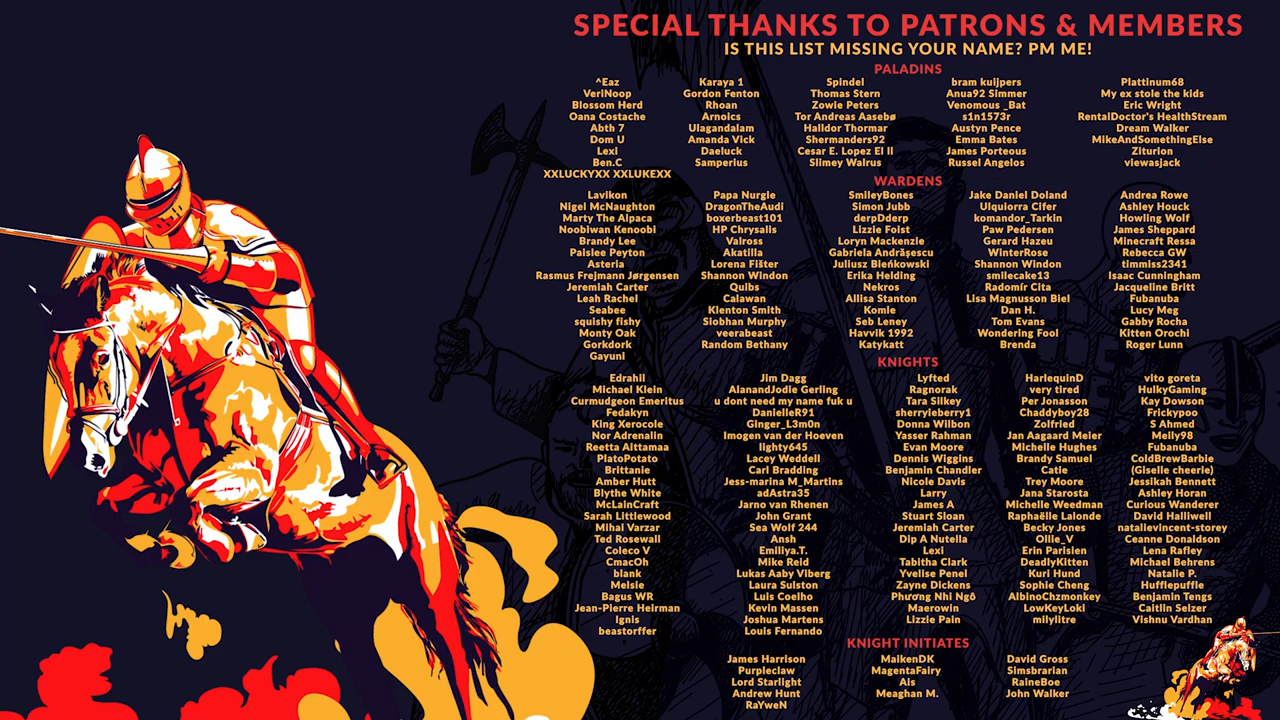 SPECIAL THANKS TO PATRONS & MEMBERS
IS THIS LIST MISSING YOUR NAME? PM ME!
PALADINS
^Eaz
VeriNoop
Blossom Herd
Oana Costache
Abth 7
Dom U
Lexi
Ben.C
XXLUCKYXX XXLUKEXX
Karaya 1
Gordon Fenton
Rhoan
Arnoics
Ulagandalam
Amanda Vick
Daeluck
Samperius
Spindel
Thomas Stern
Zowie Peters
Tor Andreas Aasebø
Halldor Thormar
Shermanders92
Cesar E. Lopez El II
Slimey Walrus
bram kuijpers
Anua92 Simmer
Venomous _Bat
s1n1573r
Austyn Pence
Emma Bates
James Porteous
Russel Angelos
Plattinum68
My ex stole the kids
Eric Wright
RentalDoctor's HealthStream
Dream Walker
MikeAndSomethingElse
Ziturion
viewasjack
WARDENS
Lavikon
Nigel McNaughton
Marty The Alpaca
Noobiwan Kenoobi
Brandy Lee
Paislee Peyton
Asteria
Rasmus Frejmann Jørgensen
Jeremiah Carter
Leah Rachel
Seabee
squishy fishy
Monty Oak
Gorkdork
Gayuni
Papa Nurgle
DragonTheAudi
boxerbeast101
HP Chrysalis
Valross
Akatilla
Lorena Fišter
Shannon Windon
Quibs
Calawan
Klenton Smith
Siobhan Murphy
veerabeast
Random Bethany
SmileyBones
Simon Jubb
derpDderp
Lizzie Foist
Loryn Mackenzie
Gabriela Andrășescu
Juliusz Bieńkowski
Erika Helding
Nekros
Allisa Stanton
Komie
Seb Leney
Havvik 1992
Katykatt
Jake Daniel Doland
Ulquiorra Cifer
komandor_Tarkin
Paw Pedersen
Gerard Hazeu
WinterRose
Shannon Windon
smilecake13
Radomír Cita
Lisa Magnusson Biel
Dan H.
Tom Evans
Wondering Fool
Brenda
Andrea Rowe
Ashley Houck
Howling Wolf
James Sheppard
Minecraft Ressa
Rebecca GW
timmiss2341
Isaac Cunningham
Jacqueline Britt
Fubanuba
Lucy Meg
Gabby Rocha
Kitten Orochi
Roger Lunn
KNIGHTS
Edrahil
Michael Klein
Curmudgeon Emeritus
Fedakyn
King Xerocole
Nor Adrenalin
Reetta Aittamaa
PlatoPotato
Brittanie
Amber Hutt
Blythe White
McLainCraft
Sarah Littlewood
Mihai Varzar
Ted Rosewall
Coleco V
CmacOh
blank
Melsie
Bagus WR
Jean-Pierre Heirman
Ignis
beastorffer
Jim Dagg
AlanandJodie Gerling
u dont need my name fuk u
DanielleR91
Ginger_L3m0n
Imogen van der Hoeven
lighty645
Lacey Weddell
Carl Bradding
Jess-marina M_Martins
adAstra35
Jarno van Rhenen
John Grant
Sea Wolf 244
Ansh
Emiliya.T.
Mike Reid
Lukas Aaby Viberg
Laura Sulston
Luis Coelho
Kevin Massen
Joshua Martens
Louis Fernando
Lyfted
Ragnorak
Tara Silkey
sherryieberry1
Donna Wilbon
Yasser Rahman
Evan Moore
Dennis Wiggins
Benjamin Chandler
Nicole Davis
Larry
James A
Stuart Sloan
Jeremiah Carter
Dip A Nutella
Lexi
Tabitha Clark
Yvelise Penel
Zayne Dickens
Phương Nhi Ngô
Maerowin
Lizzie Pain
HarlequinD
very tired
Per Jonasson
Chaddyboy28
Zolfried
Jan Aagaard Meier
Michelle Hughes
Brandy Samuel
Catie
Trey Moore
Jana Starosta
Michelle Weedman
Raphaëlle Lalonde
Becky Jones
Ollie_V
Erin Parisien
DeadlyKitten
Kuri Hund
Sophie Cheng
AlbinoChzmonkey
LowKeyLoki
milylitre
vito goreta
HulkyGaming
Kay Dowson
Frickypoo
S Ahmed
Melly98
Fubanuba
ColdBrewBarbie
(Giselle cheerie)
Jessikah Bennett
Ashley Horan
Curious Wanderer
David Halliwell
natalievincent-storey
Ceanne Donaldson
Lena Rafley
Michael Behrens
Natalie P.
Hufflepuffle
Benjamin Tengs
Caitlin Selzer
Vishnu Vardhan
KNIGHT INITIATES
James Harrison
Purpleclaw
Lord Starlight
Andrew Hunt
RaYweN
MaikenDK
MagentaFairy
Als
Meaghan M.
David Gross
Simsbrarian
RaineBoe
John Walker